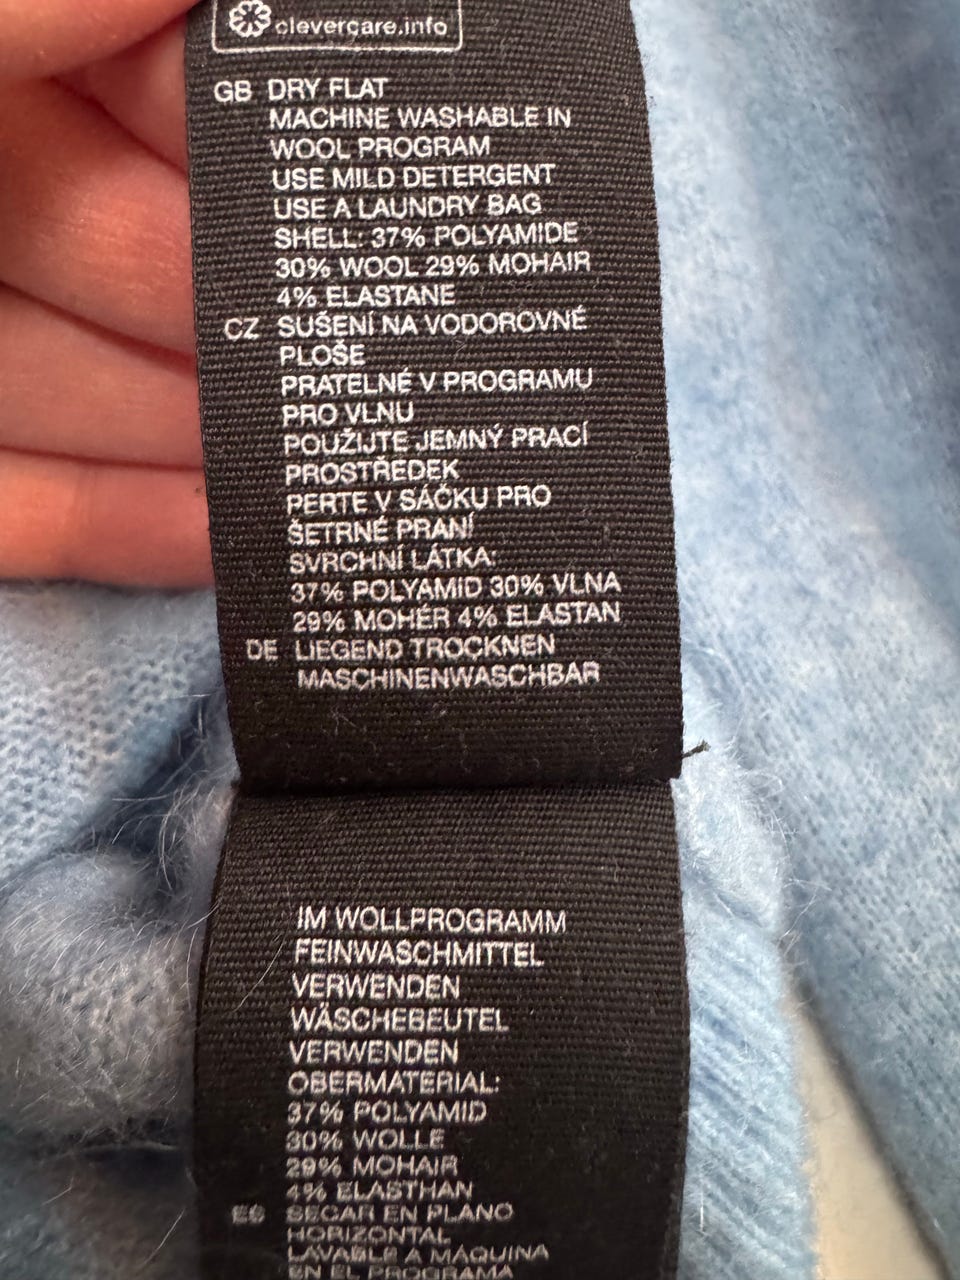 clevercare.info
GB DRY FLAT
MACHINE WASHABLE IN
WOOL PROGRAM
USE MILD DETERGENT
USE A LAUNDRY BAG
SHELL: 37% POLYAMIDE
30% WOOL 29% MOHAIR
4% ELASTANE
CZ SUŠENÍ NA VODOROVNÉ
PLOŠE
PRATELNÉ V PROGRAMU
PRO VLNU
POUŽIJTE JEMNÝ PRACÍ
PROSTŘEDEK
PERTE V SÁČKU PRO
ŠETRNÉ PRANÍ
SVRCHNÍ LÁTKA:
37% POLYAMID 30% VLNA
29% MOHÉR 4% ELASTAN
DE LIEGEND TROCKNEN
MASCHINENWASCHBAR
IM WOLLPROGRAMM
FEINWASCHMITTEL
VERWENDEN
WÄSCHEBEUTEL
VERWENDEN
OBERMATERIAL:
37% POLYAMID
30% WOLLE
29% MOHAIR
4% ELASTHAN
ES SECAR EN PLANO
HORIZONTAL
LAVABLE A MÁQUINA
EN EL PROGRAMA